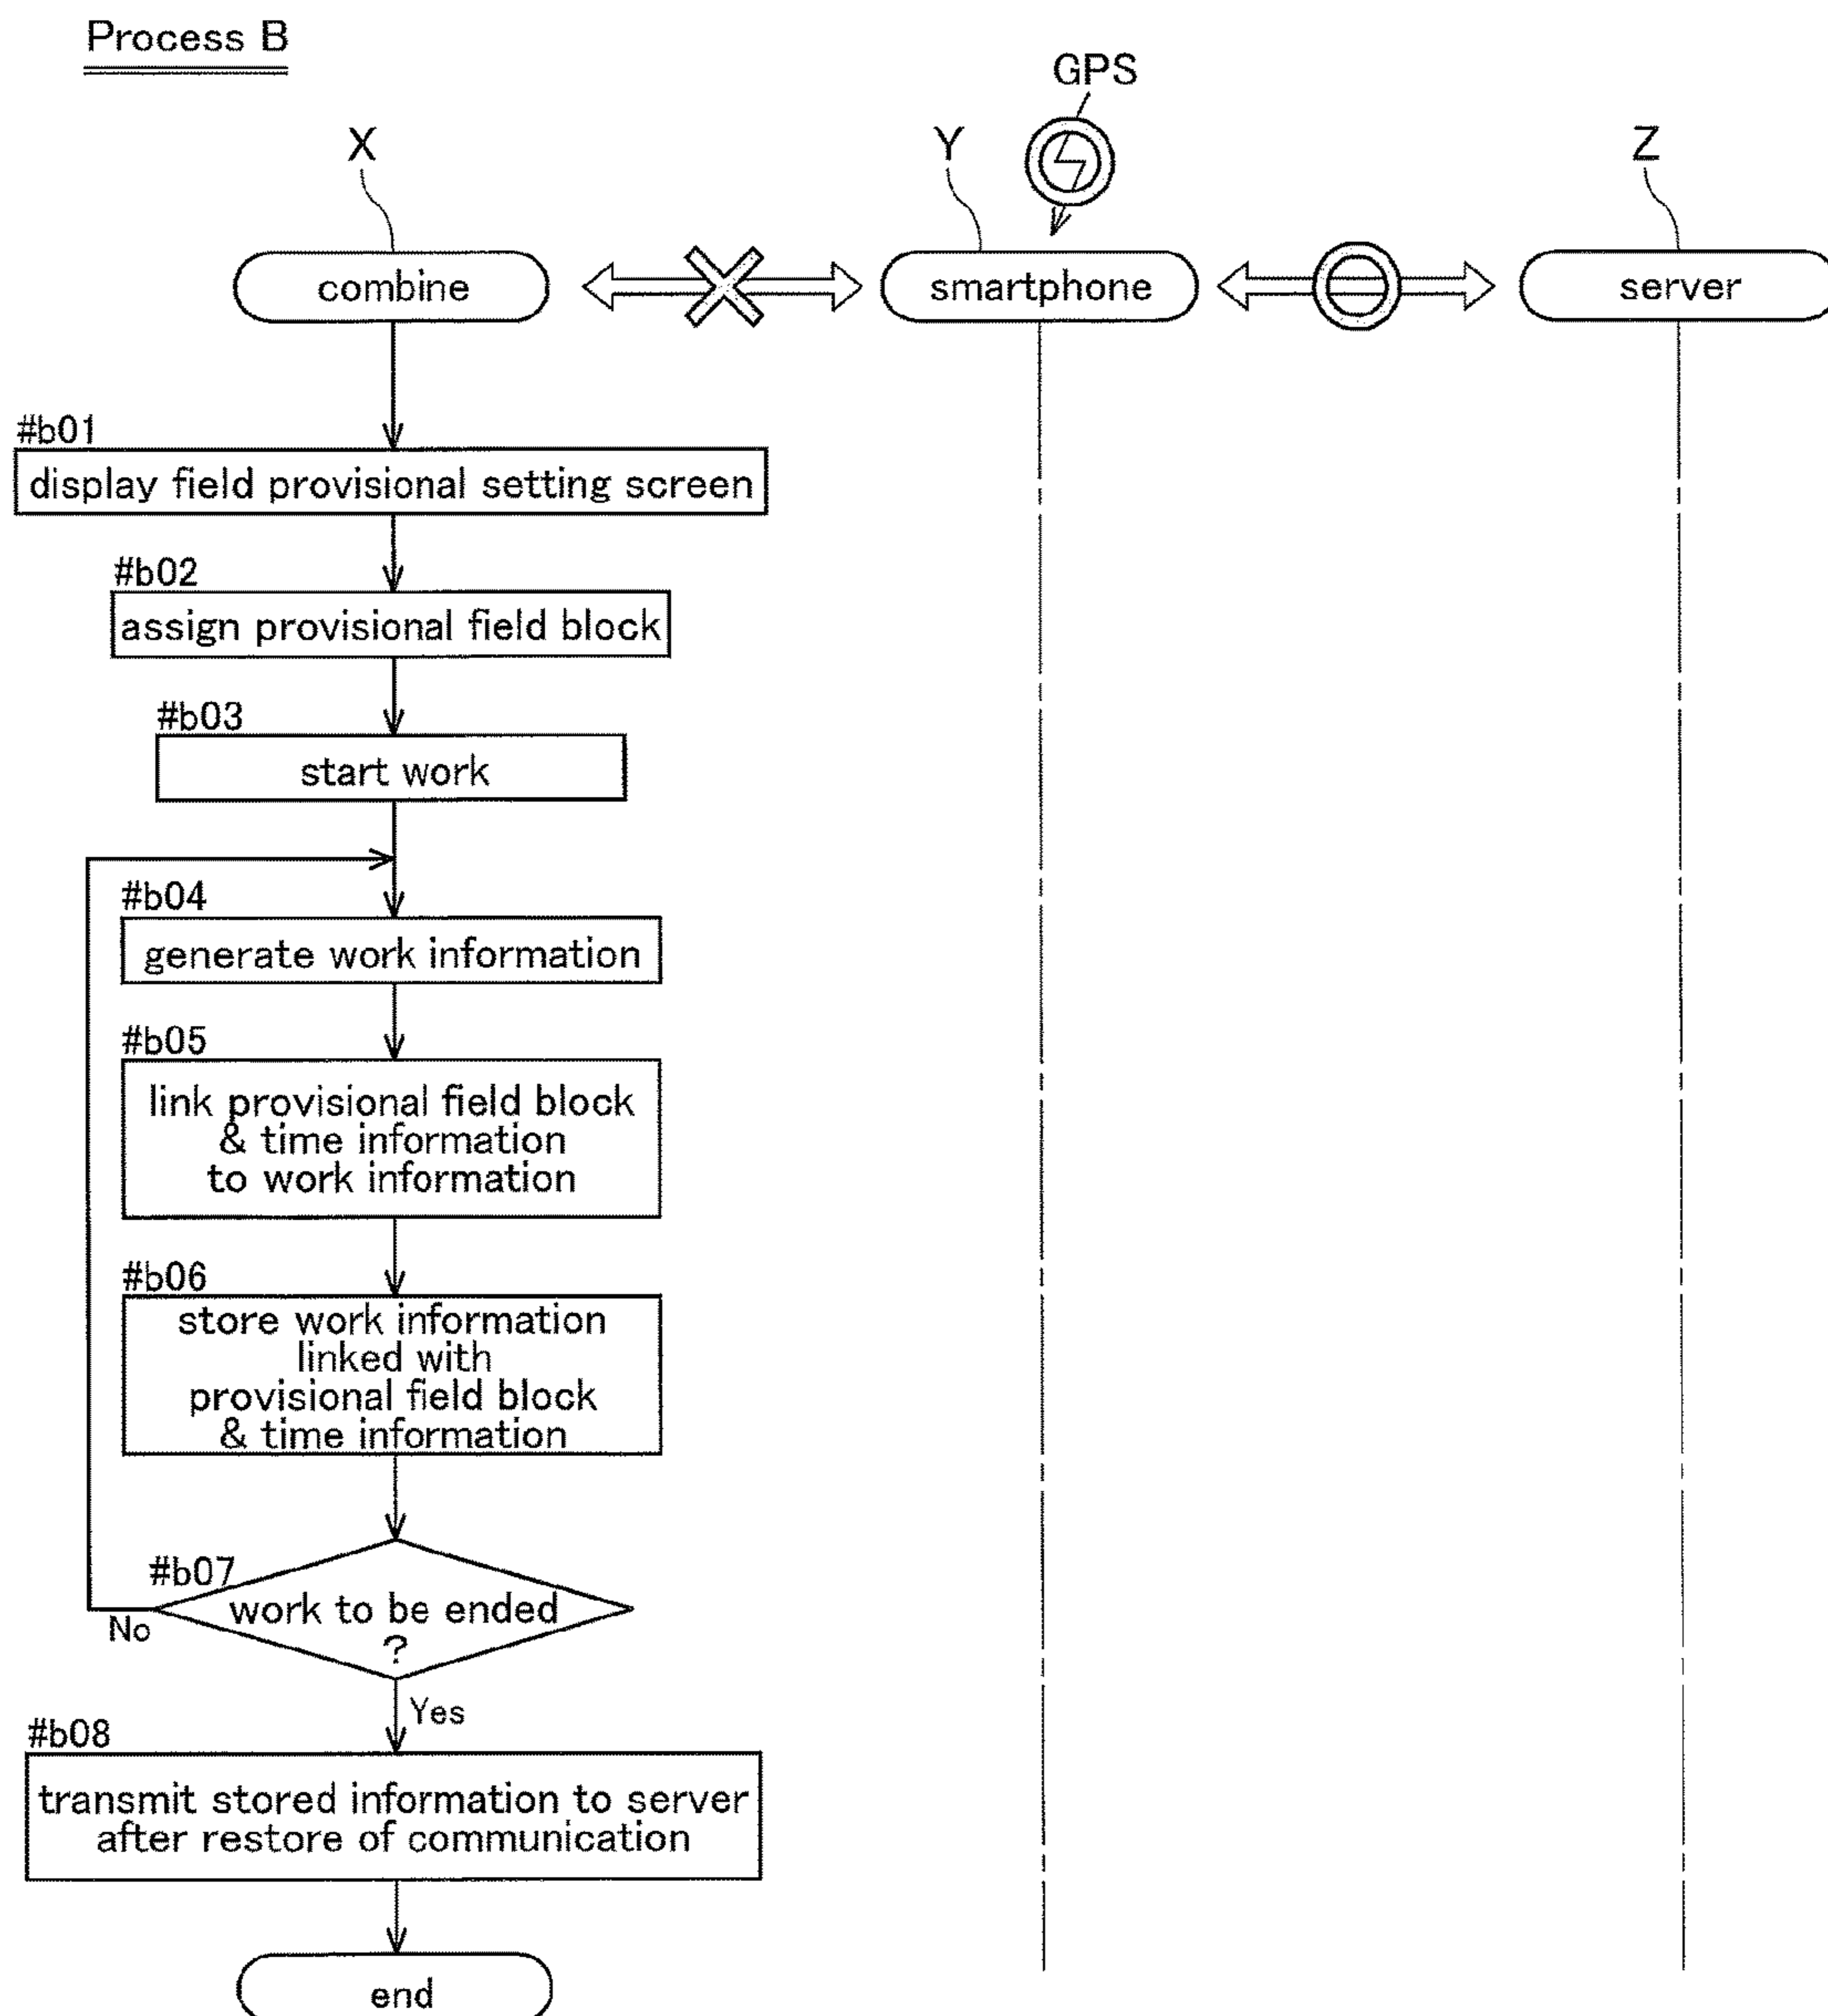 Process B
GPS
X
Y
Z
combine
smartphone
server
#b01
display field provisional setting screen
#b02
assign provisional field block
#b03
start work
#b04
generate work information
#b05
link provisional field block
& time information
to work information
#b06
store work information
linked with
provisional field block
& time information
#b07
work to be ended
?
No
Yes
#b08
transmit stored information to server
after restore of communication
end